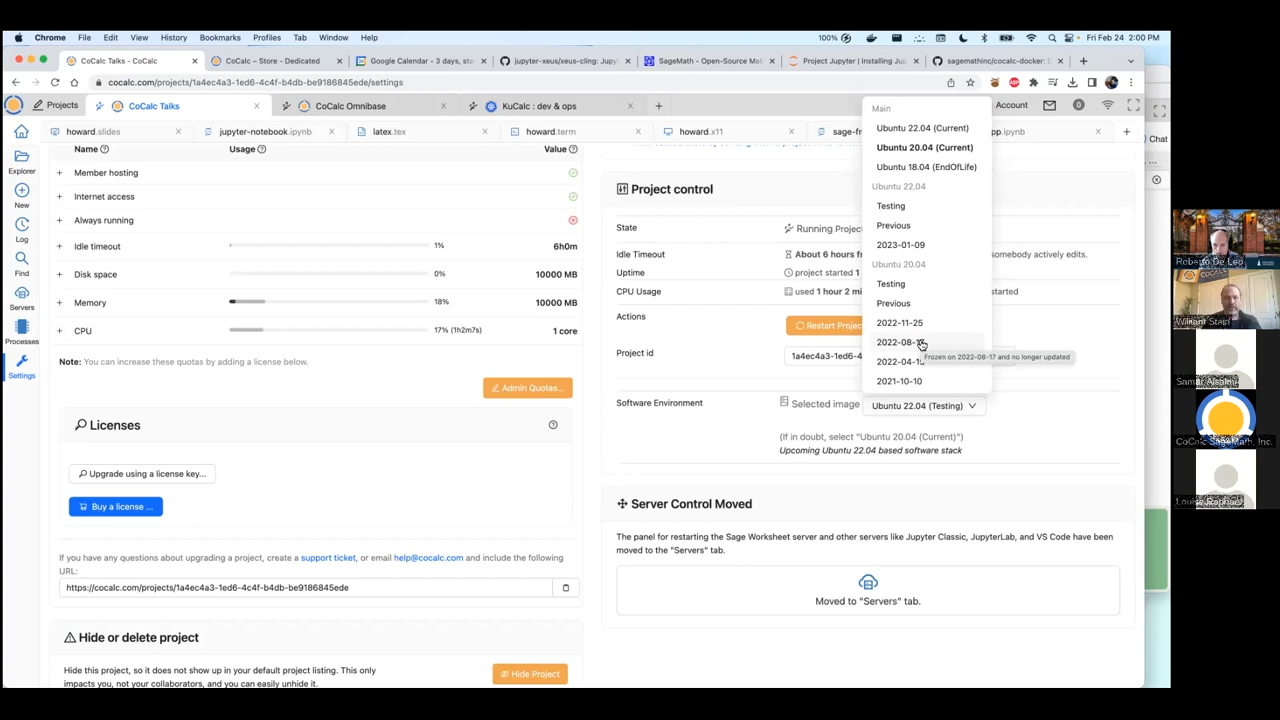 Chrome File Edit View History Bookmarks Profiles Tab Window Help 100% Fri Feb 24 2:00 PM
CoCalc Talks - CoCalc × CoCalc – Store - Dedicated × Google Calendar - 3 days, sta × jupyter-xeus/xeus-cling: Jupy × SageMath - Open-Source Mat × Project Jupyter | Installing Ju × sagemathinc/cocalc-docker: D × +
cocalc.com/projects/1a4ec4a3-1ed6-4c4f-b4db-be9186845ede/settings
Projects CoCalc Talks × CoCalc Omnibase × KuCalc : dev & ops × + Account 0
howard.slides × jupyter-notebook.ipynb × latex.tex × howard.term × howard.x11 × × +
Chat
Explorer
New
Log
Find
Servers
Processes
Settings
Name Usage Value
+ Member hosting
+ Internet access
+ Always running
+ Idle timeout 1% 6h0m
+ Disk space 0% 10000 MB
+ Memory 18% 10000 MB
+ CPU 17% (1h2m7s) 1 core
Note: You can increase these quotas by adding a license below.
Admin Quotas...
Licenses
Upgrade using a license key...
Buy a license ...
If you have any questions about upgrading a project, create a support ticket, or email help@cocalc.com and include the following
URL:
https://cocalc.com/projects/1a4ec4a3-1ed6-4c4f-b4db-be9186845ede
Hide or delete project
Hide this project, so it does not show up in your default project listing. This only
impacts you, not your collaborators, and you can easily unhide it.
Hide Project
Project control
State Running
Idle Timeout About 6 hours somebody actively edits.
Uptime project started
CPU Usage used 1 hour 2 started
Actions Restart
Project id 1a4ec4a3-1ed6-4
Software Environment Selected image Ubuntu 22.04 (Testing)
(If in doubt, select "Ubuntu 20.04 (Current)")
Upcoming Ubuntu 22.04 based software stack
Main
Ubuntu 22.04 (Current)
Ubuntu 20.04 (Current)
Ubuntu 18.04 (EndOfLife)
Ubuntu 22.04
Testing
Previous
2023-01-09
Ubuntu 20.04
Testing
Previous
2022-11-25
2022-08-
Frozen on 2022-08-17 and no longer updated
2022-04-
2021-10-10
Server Control Moved
The panel for restarting the Sage Worksheet server and other servers like Jupyter Classic, JupyterLab, and VS Code have been
moved to the "Servers" tab.
Moved to "Servers" tab.
Roberto De Leo
William Stein
CoCalc SageMath, Inc.
Louise Raphael